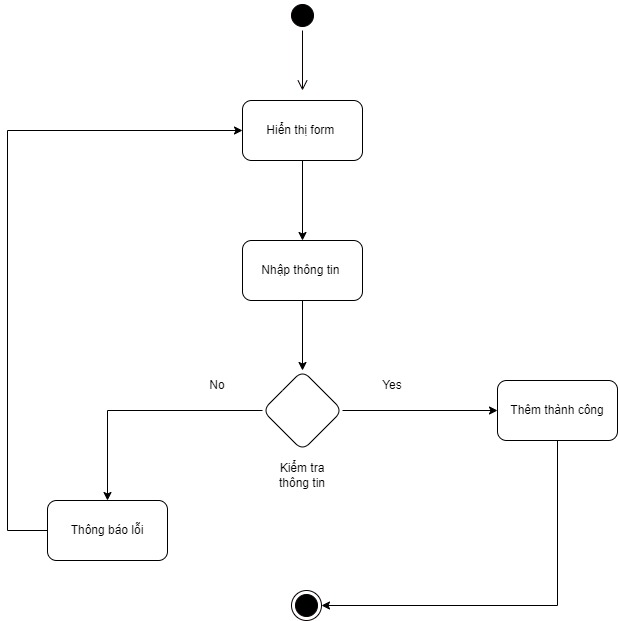 Hiển thị form
Nhập thông tin
No
Yes
Thêm thành công
Kiểm tra
thông tin
Thông báo lỗi